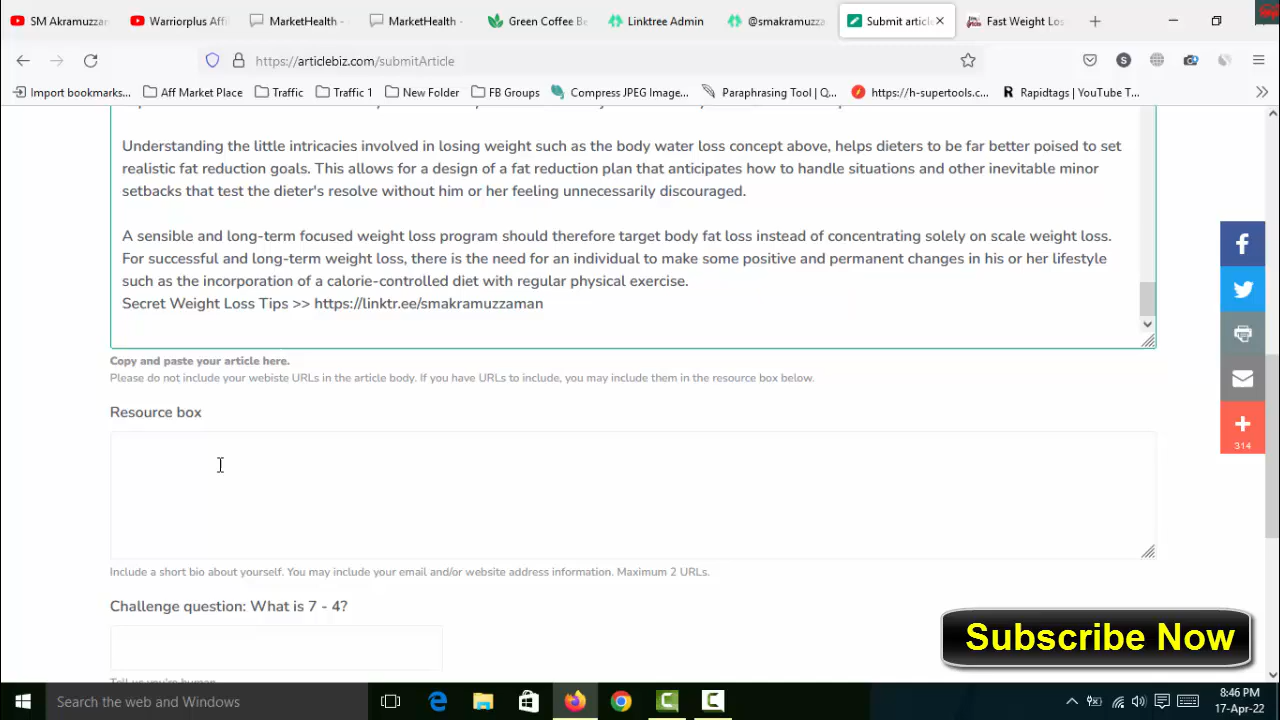 SM Akramuzzan
Warriorplus Affi
MarketHealth -
MarketHealth -
Green Coffee Be
Linktree Admin
@smakramuzza
Submit article
Fast Weight Los
https://articlebiz.com/submitArticle
Import bookmarks...
Aff Market Place
Traffic
Traffic 1
New Folder
FB Groups
Compress JPEG Image...
Paraphrasing Tool | Q...
https://h-supertools.c...
Rapidtags | YouTube T...
Understanding the little intricacies involved in losing weight such as the body water loss concept above, helps dieters to be far better poised to set
realistic fat reduction goals. This allows for a design of a fat reduction plan that anticipates how to handle situations and other inevitable minor
setbacks that test the dieter's resolve without him or her feeling unnecessarily discouraged.
A sensible and long-term focused weight loss program should therefore target body fat loss instead of concentrating solely on scale weight loss.
For successful and long-term weight loss, there is the need for an individual to make some positive and permanent changes in his or her lifestyle
such as the incorporation of a calorie-controlled diet with regular physical exercise.
Secret Weight Loss Tips >> https://linktr.ee/smakramuzzaman
Copy and paste your article here.
Please do not include your webiste URLs in the article body. If you have URLs to include, you may include them in the resource box below.
314
Resource box
Include a short bio about yourself. You may include your email and/or website address information. Maximum 2 URLs.
Challenge question: What is 7 - 4?
Tell us you're human
Subscribe Now
Search the web and Windows
8:46 PM
17-Apr-22